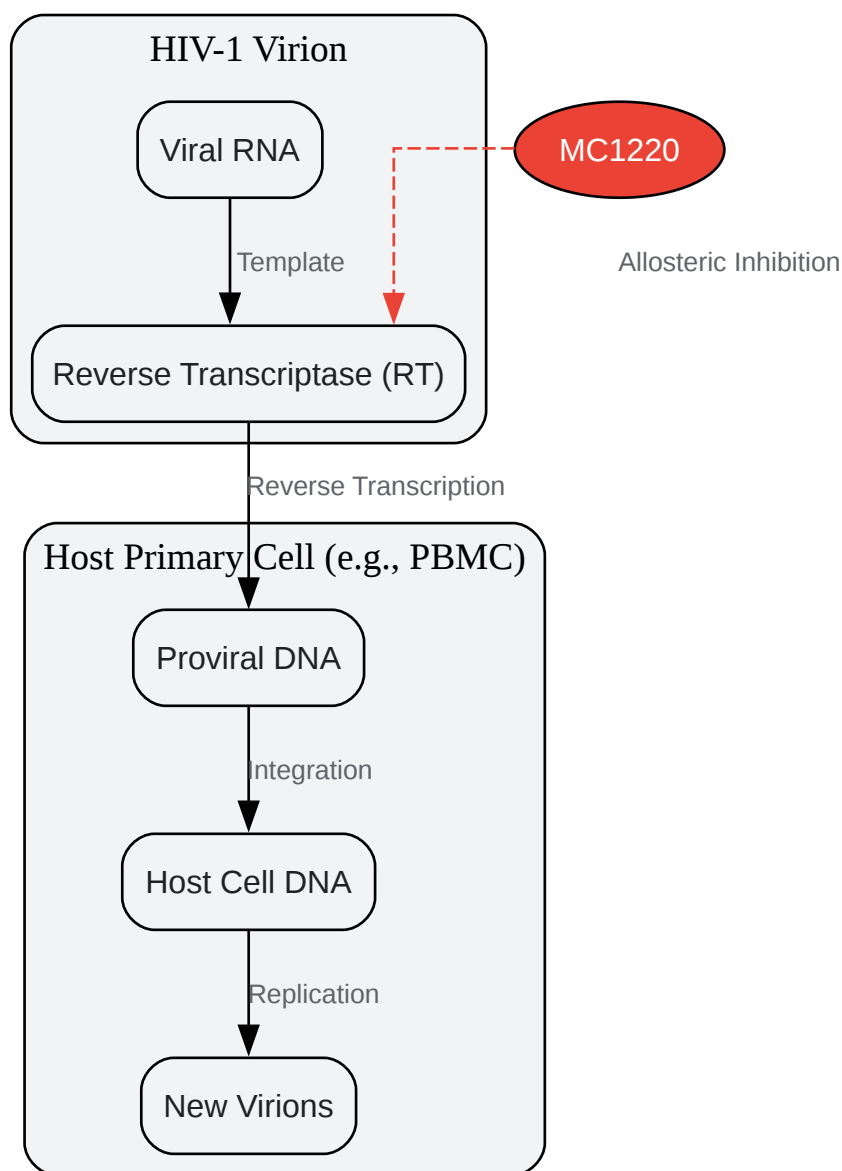 HIV-1 Virion
Viral RNA
MC1220
Template
Allosteric Inhibition
Reverse Transcriptase (RT)
Reverse Transcription
Host Primary Cell (e.g., PBMC)
Proviral DNA
Integration
Host Cell DNA
Replication
New Virions